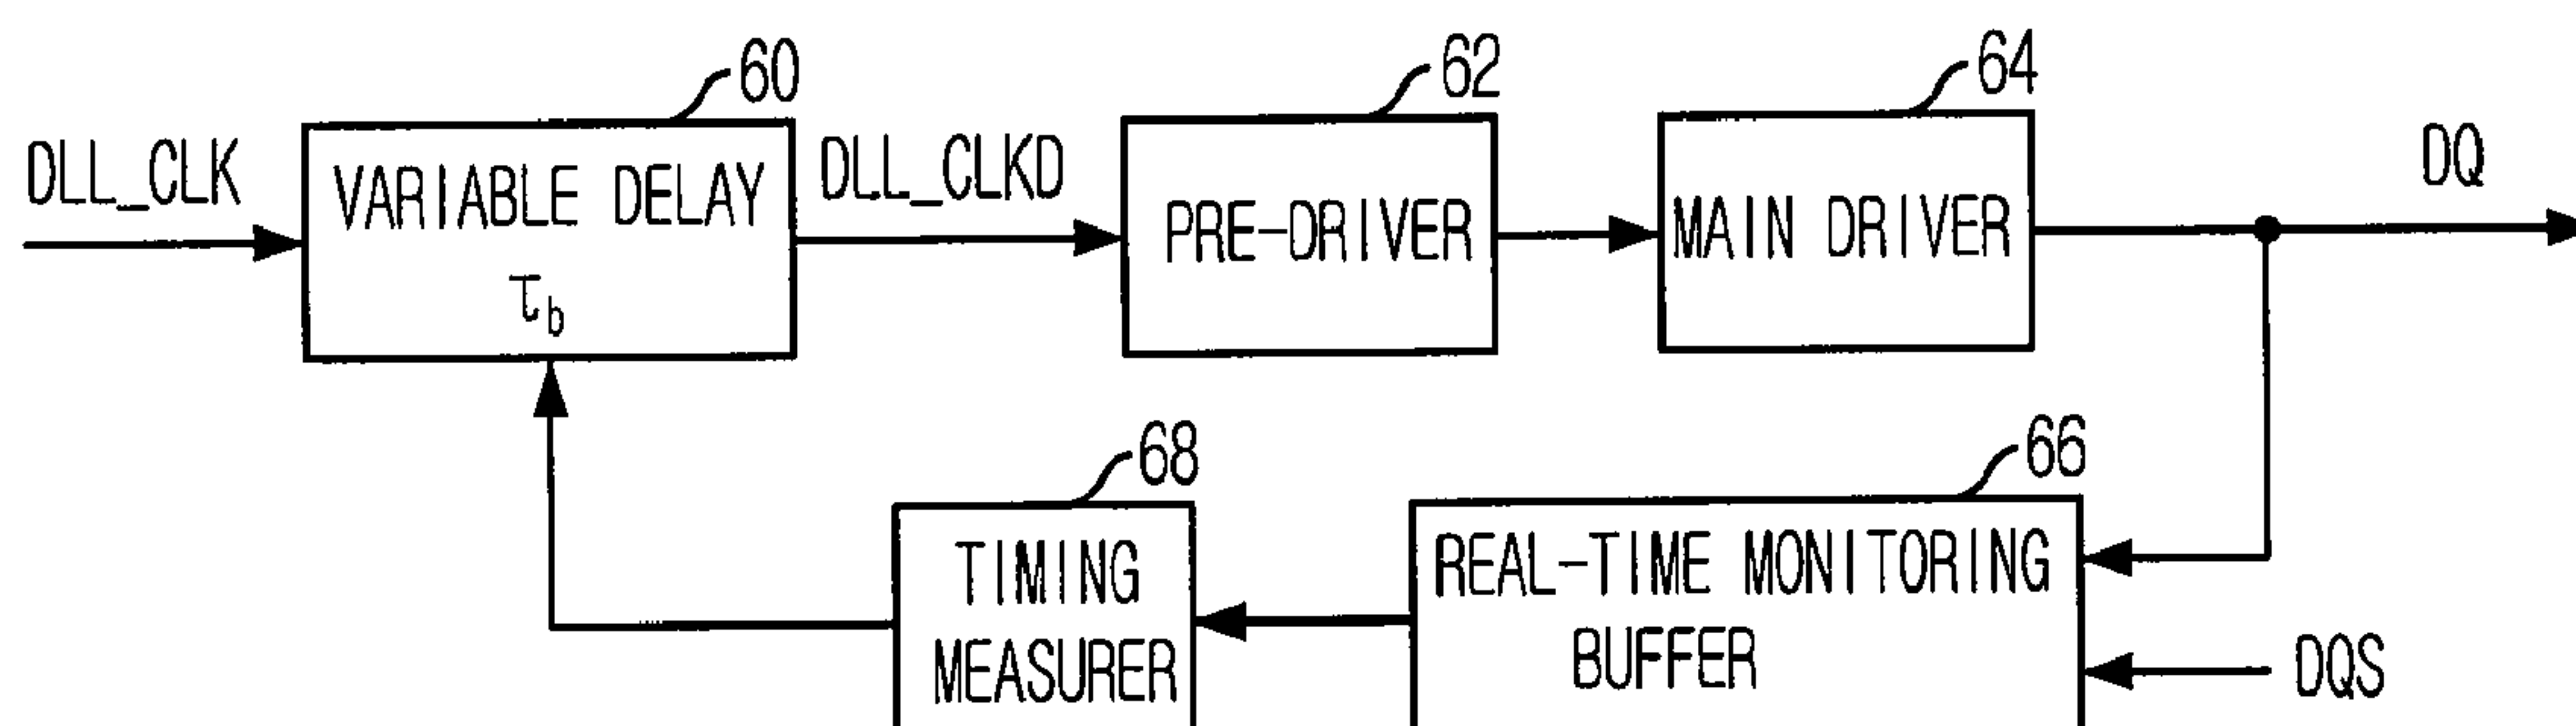 60
62
64
DLL_CLK
VARIABLE DELAY
τb
DLL_CLKD
PRE-DRIVER
MAIN DRIVER
DQ
68
66
TIMING
MEASURER
REAL-TIME MONITORING
BUFFER
DQS